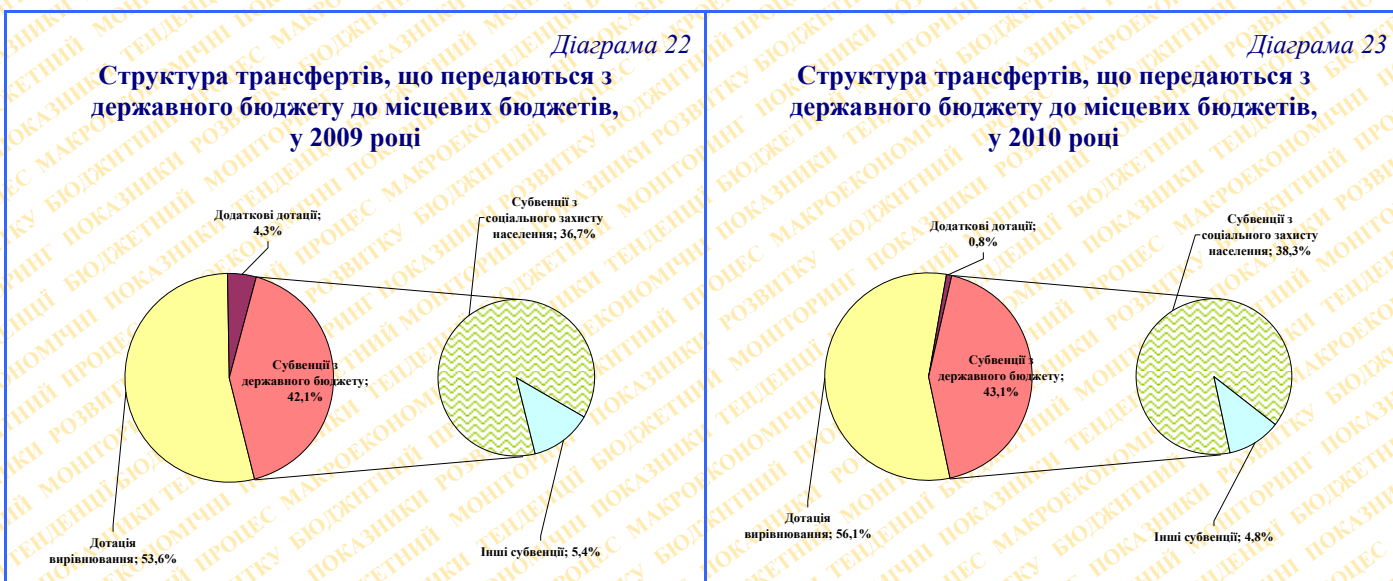 Діаграма 22
Структура трансфертів, що передаються з
державного бюджету до місцевих бюджетів,
у 2009 році
Додаткові дотації;
4,3%
Субвенції з
соціального захисту
населення; 36,7%
Субвенції з
державного бюджету;
42,1%
Дотація
вирівнювання; 53,6%
Інші субвенції; 5,4%
Діаграма 23
Структура трансфертів, що передаються з
державного бюджету до місцевих бюджетів,
у 2010 році
Додаткові дотації;
0,8%
Субвенції з
соціального захисту
населення; 38,3%
Субвенції з
державного бюджету;
43,1%
Дотація
вирівнювання; 56,1%
Інші субвенції; 4,8%